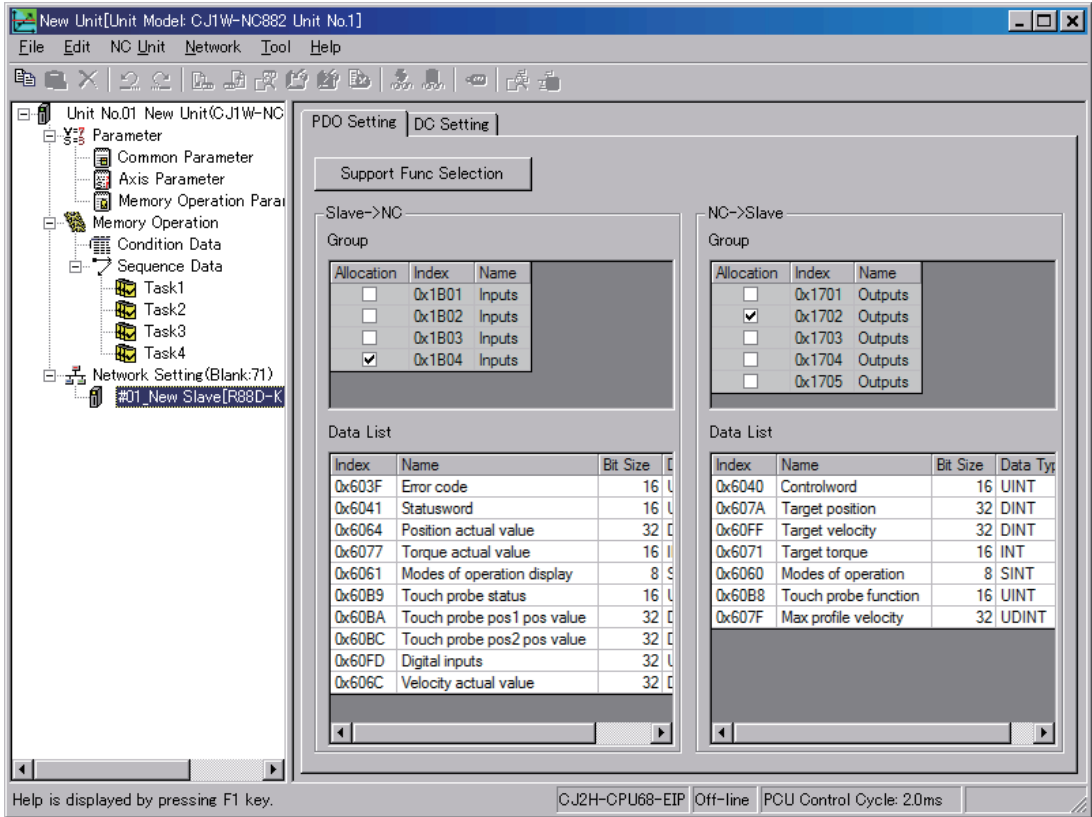 New Unit[Unit Model: CJ1W-NC882 Unit No.1]
File Edit NC Unit Network Tool Help
Unit No.01 New Unit(CJ1W-NC
Parameter
Common Parameter
Axis Parameter
Memory Operation Para
Memory Operation
Condition Data
Sequence Data
Task1
Task2
Task3
Task4
Network Setting(Blank:71)
#01_New Slave[R88D-K
PDO Setting DC Setting
Support Func Selection
Slave->NC
Group
Allocation Index Name
0x1B01 Inputs
0x1B02 Inputs
0x1B03 Inputs
0x1B04 Inputs
Data List
Index Name Bit Size D
0x603F Error code 16 U
0x6041 Statusword 16 U
0x6064 Position actual value 32 D
0x6077 Torque actual value 16 I
0x6061 Modes of operation display 8 S
0x60B9 Touch probe status 16 U
0x60BA Touch probe pos1 pos value 32 D
0x60BC Touch probe pos2 pos value 32 D
0x60FD Digital inputs 32 U
0x606C Velocity actual value 32 D
NC->Slave
Group
Allocation Index Name
0x1701 Outputs
0x1702 Outputs
0x1703 Outputs
0x1704 Outputs
0x1705 Outputs
Data List
Index Name Bit Size Data Typ
0x6040 Controlword 16 UINT
0x607A Target position 32 DINT
0x60FF Target velocity 32 DINT
0x6071 Target torque 16 INT
0x6060 Modes of operation 8 SINT
0x60B8 Touch probe function 16 UINT
0x607F Max profile velocity 32 UDINT
Help is displayed by pressing F1 key. CJ2H-CPU68-EIP Off-line PCU Control Cycle: 2.0ms